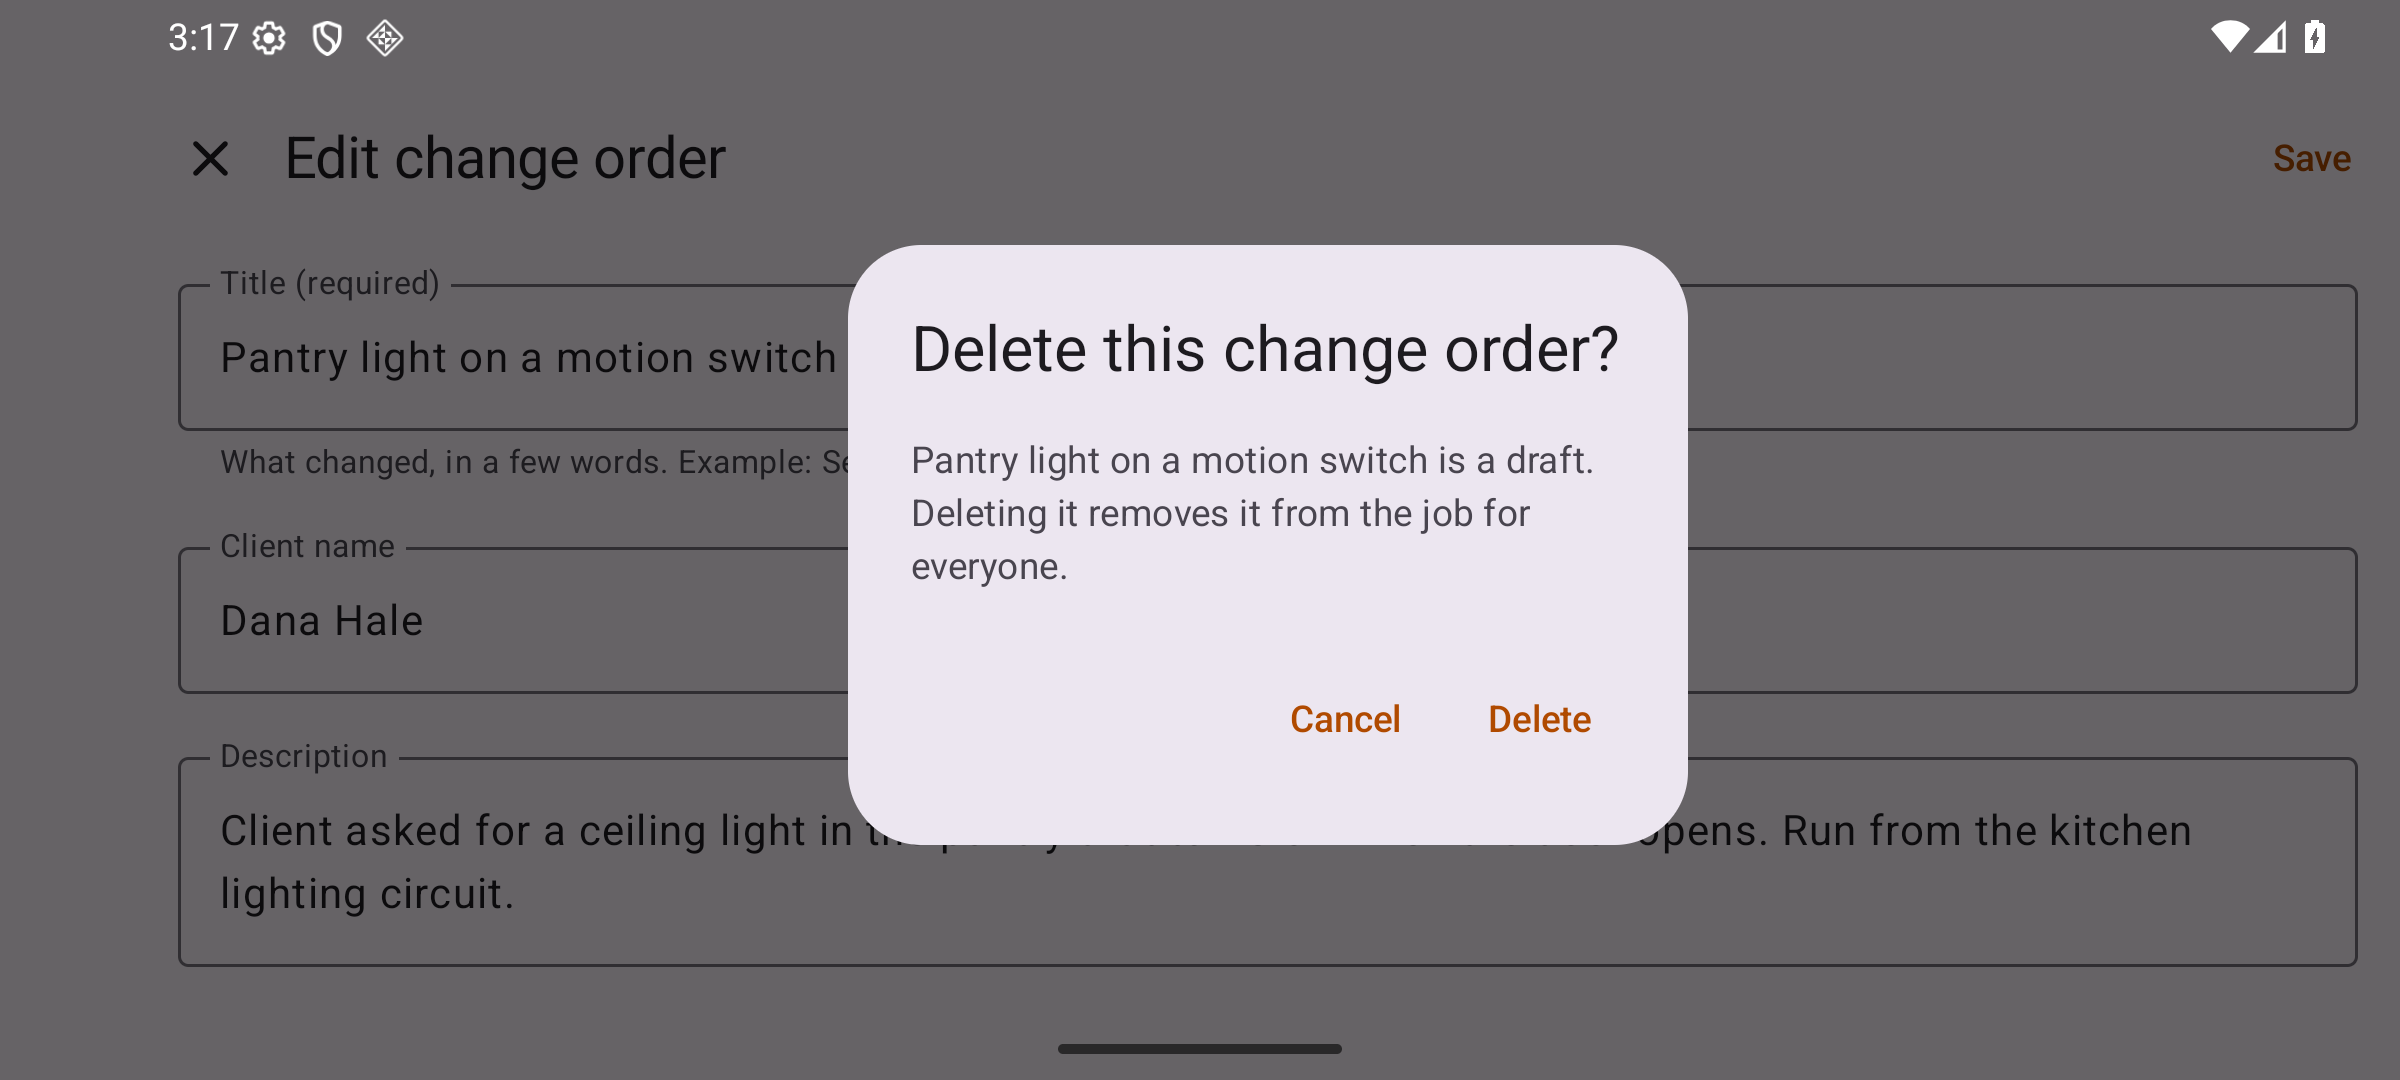 3:17
Edit change order
Save
Title (required)
Pantry light on a motion switch
What changed, in a few words. Example:
Client name
Dana Hale
Description
Client asked for a ceiling light in
Run from the kitchen
lighting circuit.
Delete this change order?
Pantry light on a motion switch is a draft.
Deleting it removes it from the job for
everyone.
Cancel
Delete